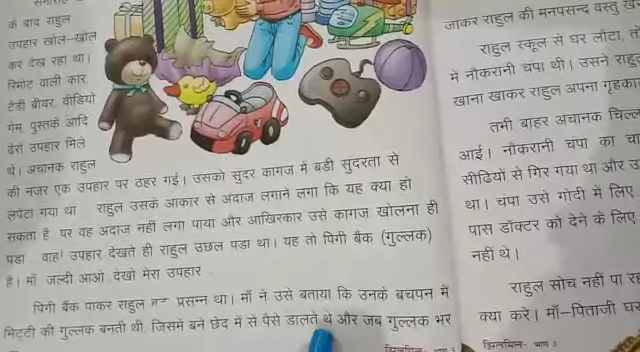 के बाद राहुल
उपहार खोल-खोल
कर देख रहा था।
रिमोट वाली कार
टेडी बीयर, वीडियो
गेम, पुस्तकें आदि
ढेरों उपहार मिले
थे। अचानक राहुल
की नजर एक उपहार पर ठहर गई। उसको सुंदर कागज में बडी सुदरता से
लपेटा गया था राहुल उसके आकार से अंदाज लगाने लगा कि यह क्या हो
सकता है पर वह अंदाज नहीं लगा पाया और आखिरकार उसे कागज खोलना ही
पडा वाह! उपहार देखते ही राहुल उछल पडा था। यह तो पिगी बैंक (गुल्लक)
है। माँ जल्दी आओ देखो मेरा उपहार
पिगी बैंक पाकर राहुल प्रसन्न था। माँ ने उसे बताया कि उनके बचपन में
मिट्टी की गुल्लक बनती थी, जिसमें बने छेद में से पैसे डालते थे और जब गुल्लक भर
जाकर राहुल की मनपसन्द वस्तु
राहुल स्कूल से घर लोटा,
में नौकरानी चंपा थी। उसने
खाना खाकर राहुल अपना
तभी बाहर अचानक
आई। नौकरानी चंपा का
सीढियों से गिर गया था और
था। चंपा उसे गोदी में लिए
पास डॉक्टर को देने के लिए
नहीं थे।
राहुल सोच नहीं पा
क्या करे। माँ-पिताजी
झिलमिल- भाग 3